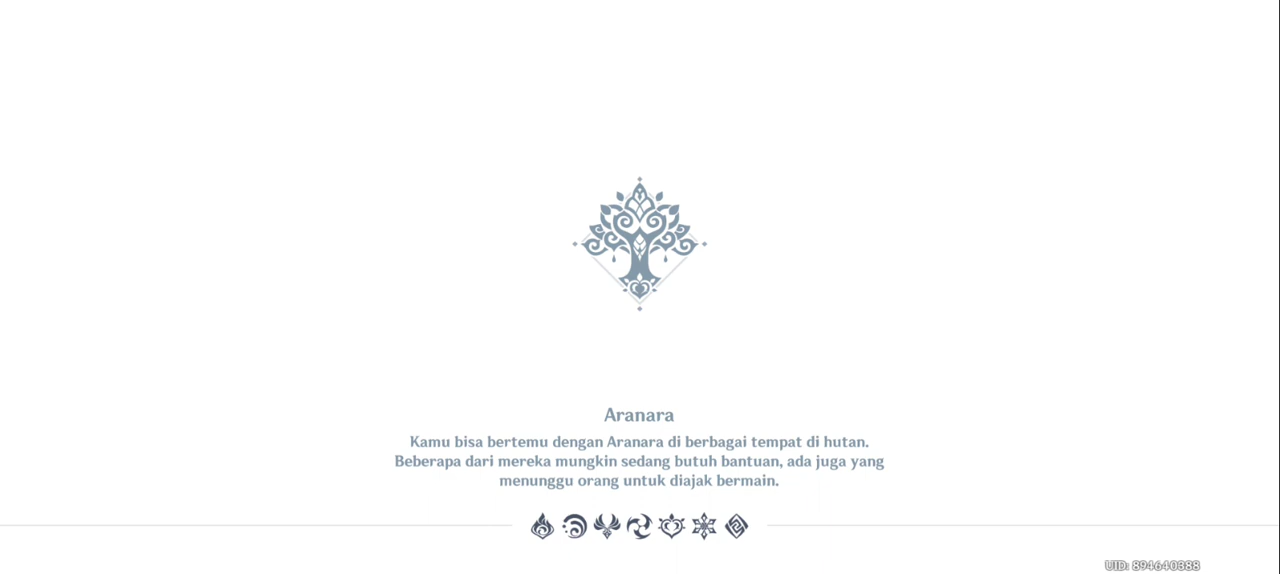 Aranara
Kamu bisa bertemu dengan Aranara di berbagai tempat di hutan.
Beberapa dari mereka mungkin sedang butuh bantuan, ada juga yang
menunggu orang untuk diajak bermain.
UID: 894640388